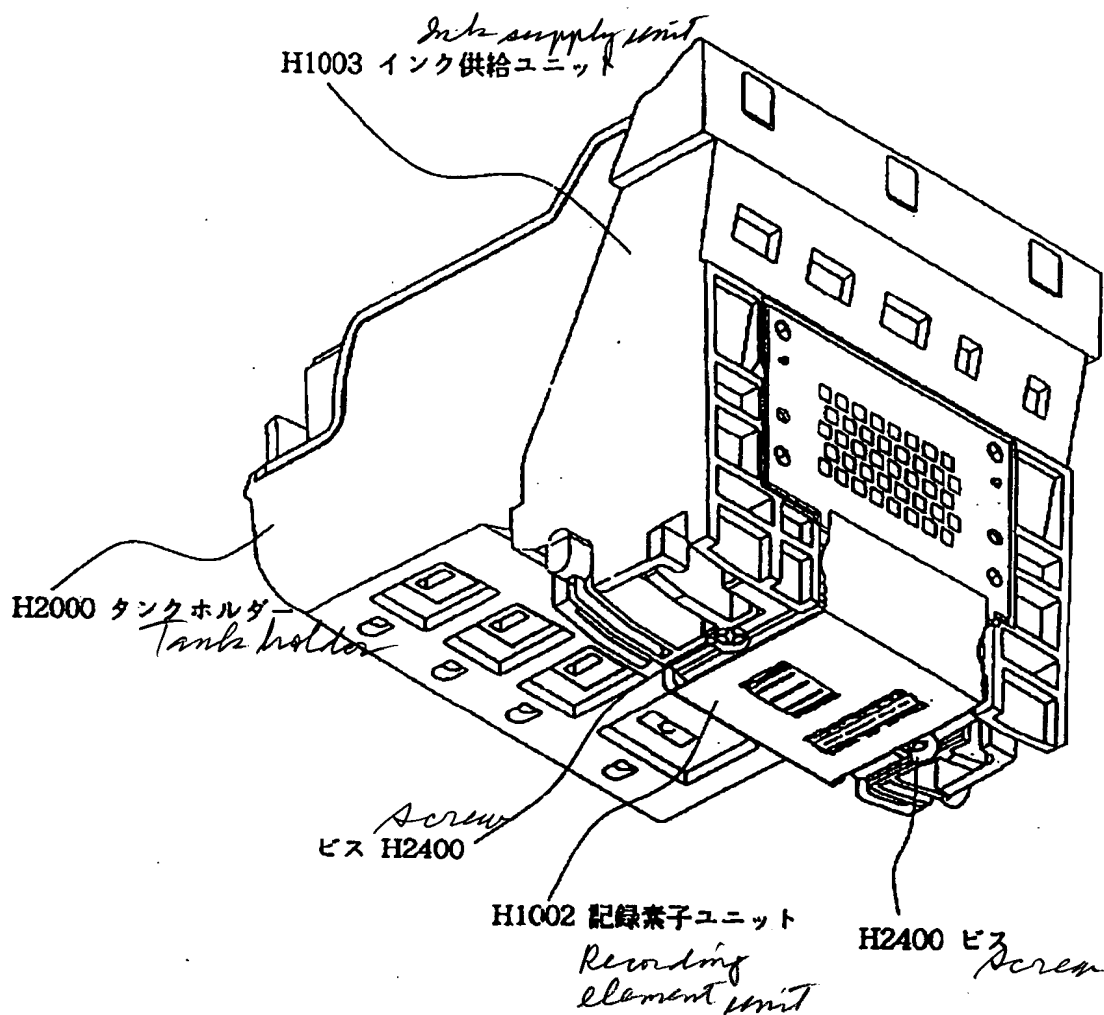 Ink supply unit
H1003 インク供給ユニット
H2000 タンクホルダー
Tank holder
Screw
ビス H2400
H1002 記録素子ユニット
Recording
element unit
H2400 ビス
Screw